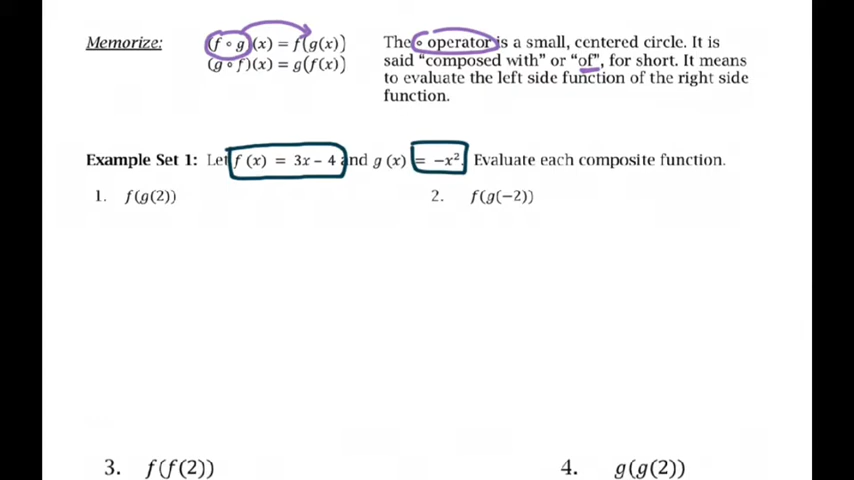 Memorize: (f ∘ g)(x) = f(g(x)) The ∘ operator is a small, centered circle. It is
(g ∘ f)(x) = g(f(x)) said “composed with” or “of”, for short. It means
to evaluate the left side function of the right side
function.
Example Set 1: Let f (x) = 3x – 4 and g (x) = –x². Evaluate each composite function.
1. f(g(2)) 2. f(g(−2))
3. f(f(2)) 4. g(g(2))